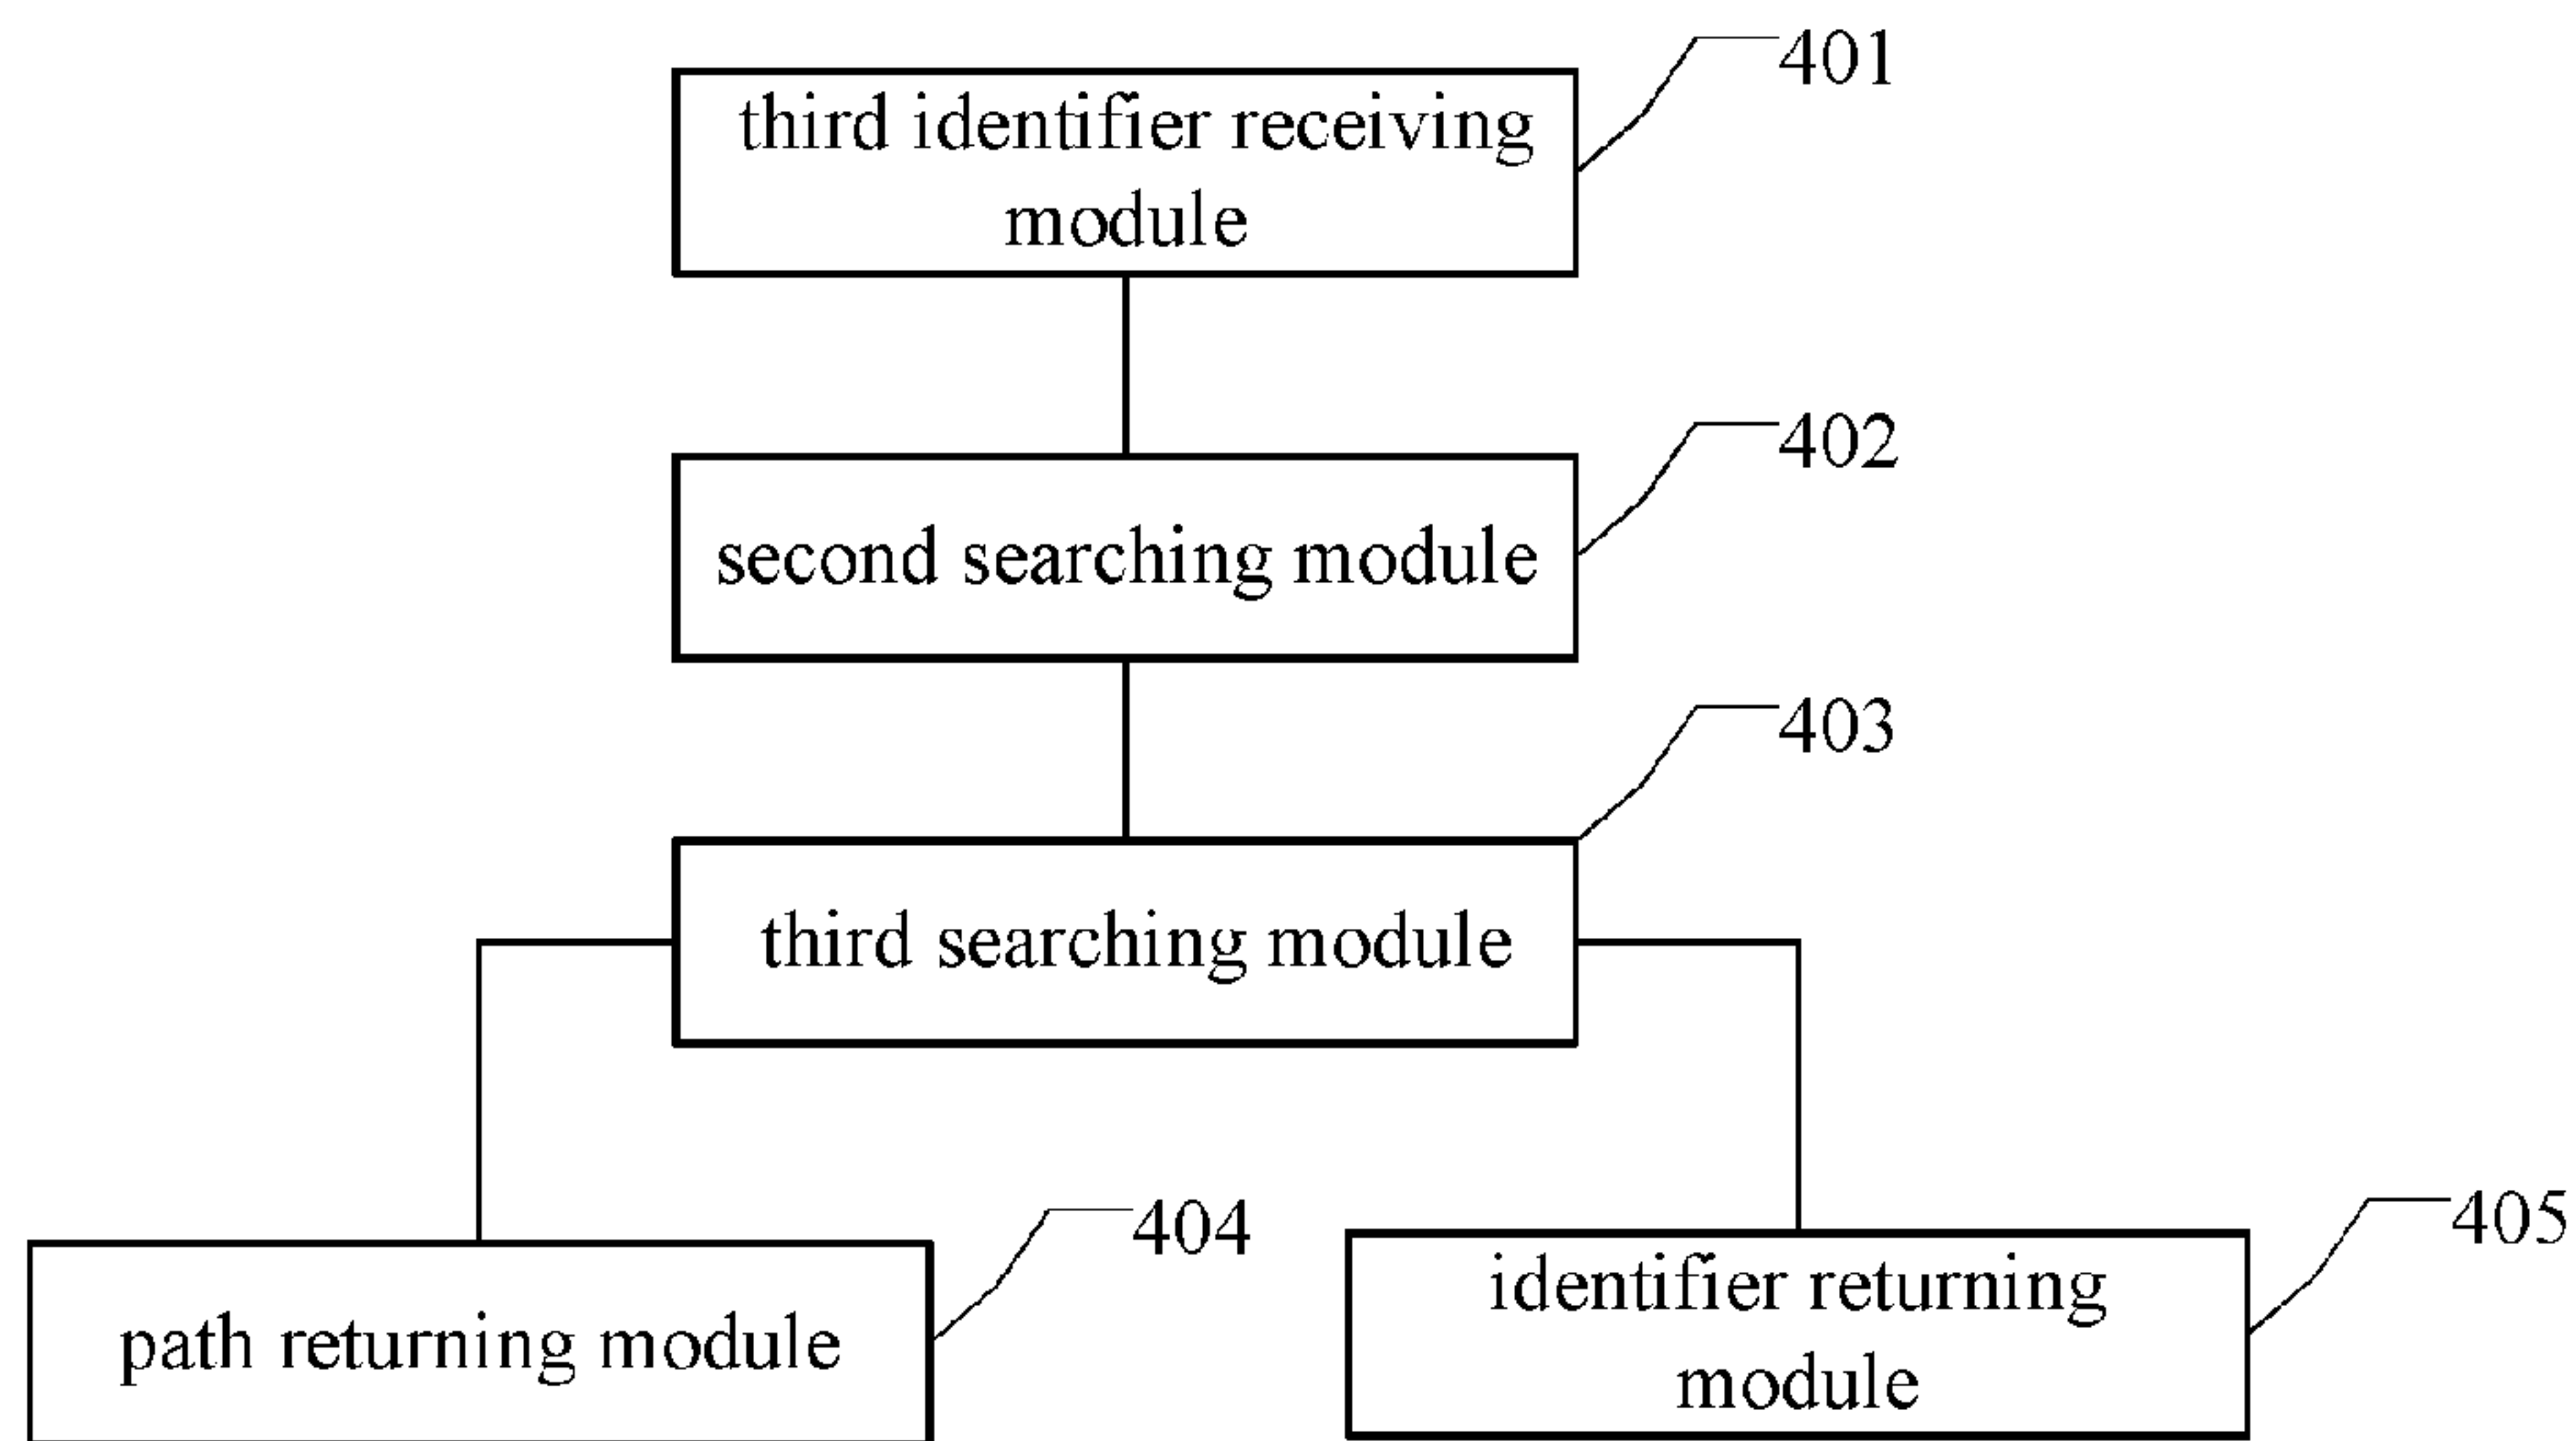 401
third identifier receiving
module
402
second searching module
403
third searching module
404
path returning module
405
identifier returning
module